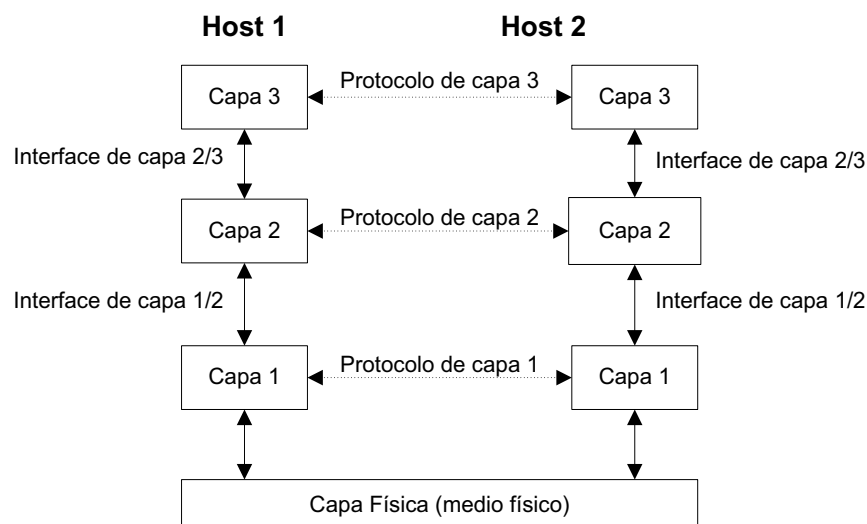 Host 1
Host 2
Capa 3
Protocolo de capa 3
Capa 3
Interface de capa 2/3
Interface de capa 2/3
Capa 2
Protocolo de capa 2
Capa 2
Interface de capa 1/2
Interface de capa 1/2
Capa 1
Protocolo de capa 1
Capa 1
Capa Física (medio físico)